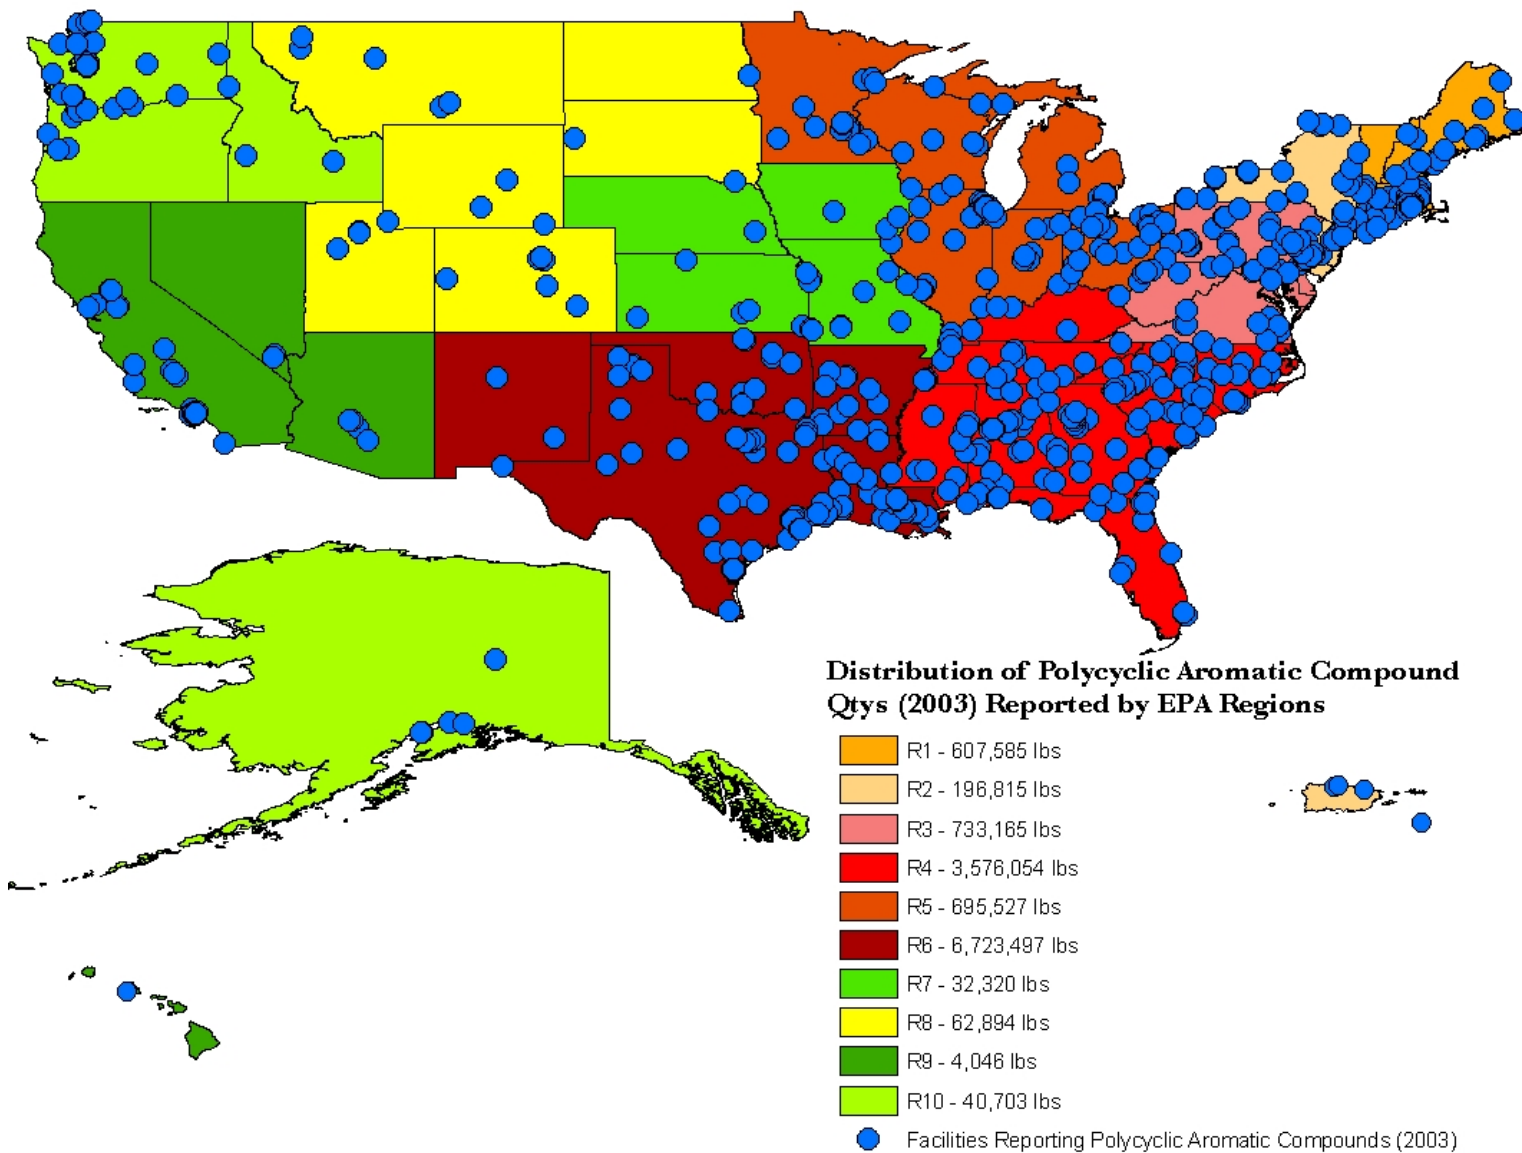 Distribution of Polycyclic Aromatic Compound
Qtys (2003) Reported by EPA Regions
R1 - 607,585 lbs
R2 - 196,815 lbs
R3 - 733,165 lbs
R4 - 3,576,054 lbs
R5 - 695,527 lbs
R6 - 6,723,497 lbs
R7 - 32,320 lbs
R8 - 62,894 lbs
R9 - 4,046 lbs
R10 - 40,703 lbs
Facilities Reporting Polycyclic Aromatic Compounds (2003)